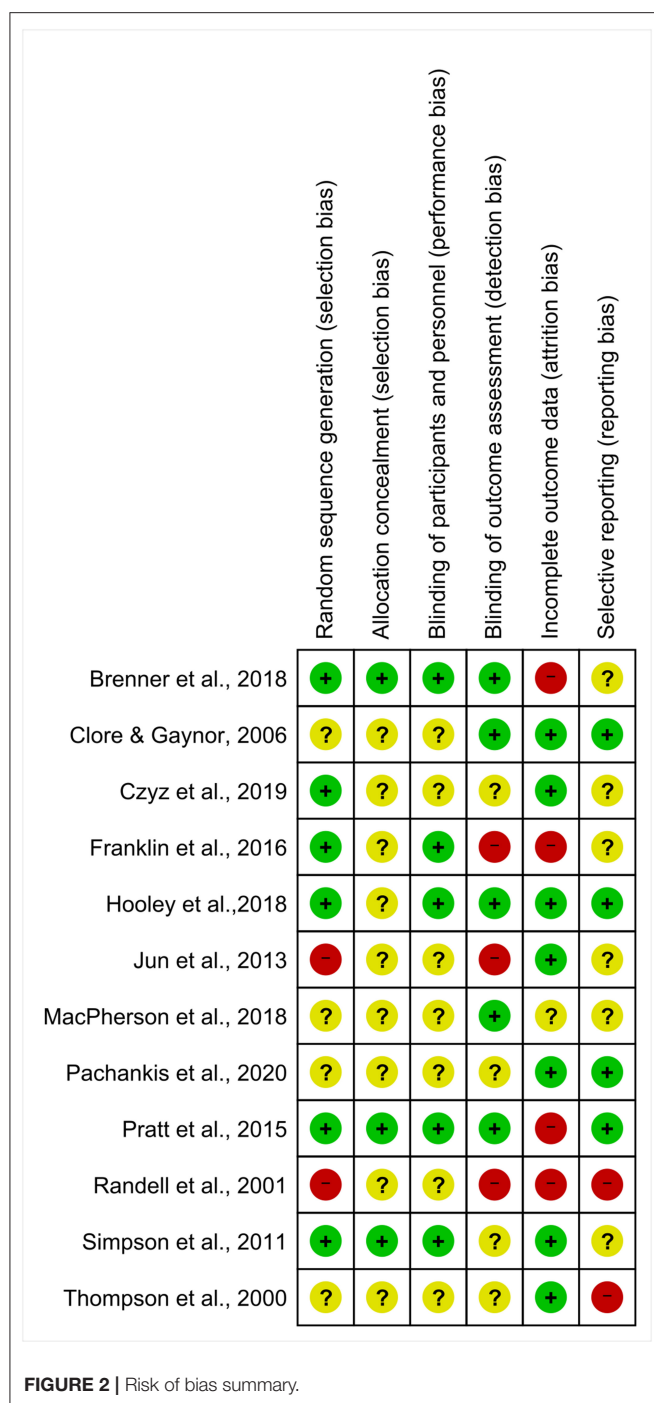 Random sequence generation (selection bias)
Allocation concealment (selection bias)
Blinding of participants and personnel (performance bias)
Blinding of outcome assessment (detection bias)
Incomplete outcome data (attrition bias)
Selective reporting (reporting bias)
Brenner et al., 2018 + + + + - ?
Clore & Gaynor, 2006 ? ? ? + + +
Czyz et al., 2019 + ? ? ? + ?
Franklin et al., 2016 + ? + - - ?
Hooley et al.,2018 + ? + + + +
Jun et al., 2013 - ? ? - + ?
MacPherson et al., 2018 ? ? ? + ? ?
Pachankis et al., 2020 ? ? ? ? + +
Pratt et al., 2015 + + + + - +
Randell et al., 2001 - ? ? - - -
Simpson et al., 2011 + + + ? + ?
Thompson et al., 2000 ? ? ? ? + -
FIGURE 2 | Risk of bias summary.